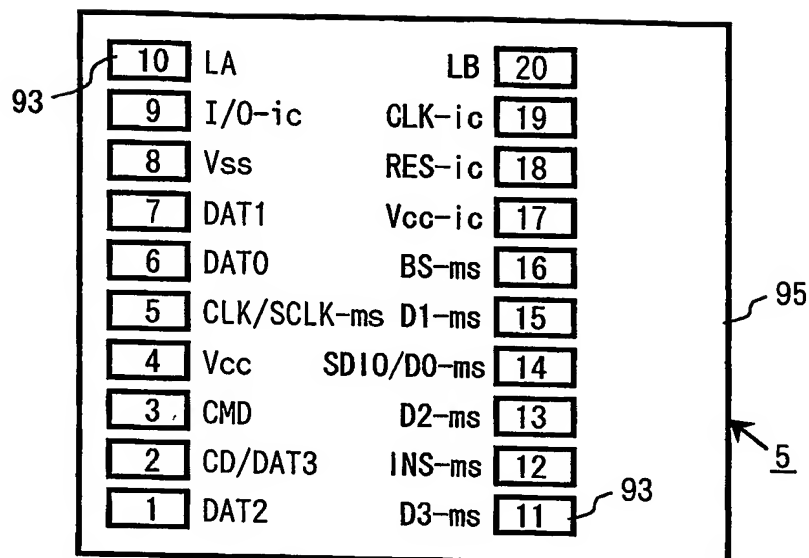 10 LA LB 20
93
9 I/O-ic CLK-ic 19
8 Vss RES-ic 18
7 DAT1 Vcc-ic 17
6 DAT0 BS-ms 16
5 CLK/SCLK-ms D1-ms 15
95
4 Vcc SDIO/D0-ms 14
3 CMD D2-ms 13
5
2 CD/DAT3 INS-ms 12
93
1 DAT2 D3-ms 11